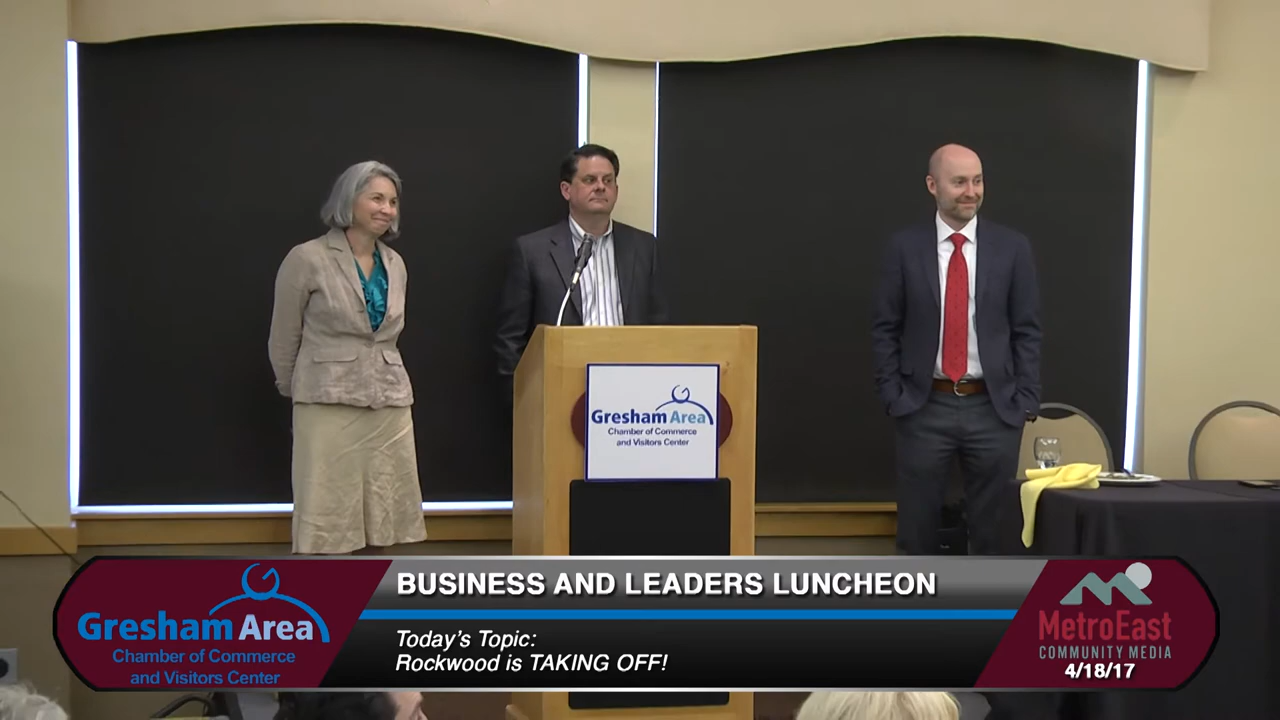 Gresham Area
Chamber of Commerce
and Visitors Center
BUSINESS AND LEADERS LUNCHEON
Today's Topic:
Rockwood is TAKING OFF!
Gresham Area
Chamber of Commerce
and Visitors Center
MetroEast
COMMUNITY MEDIA
4/18/17